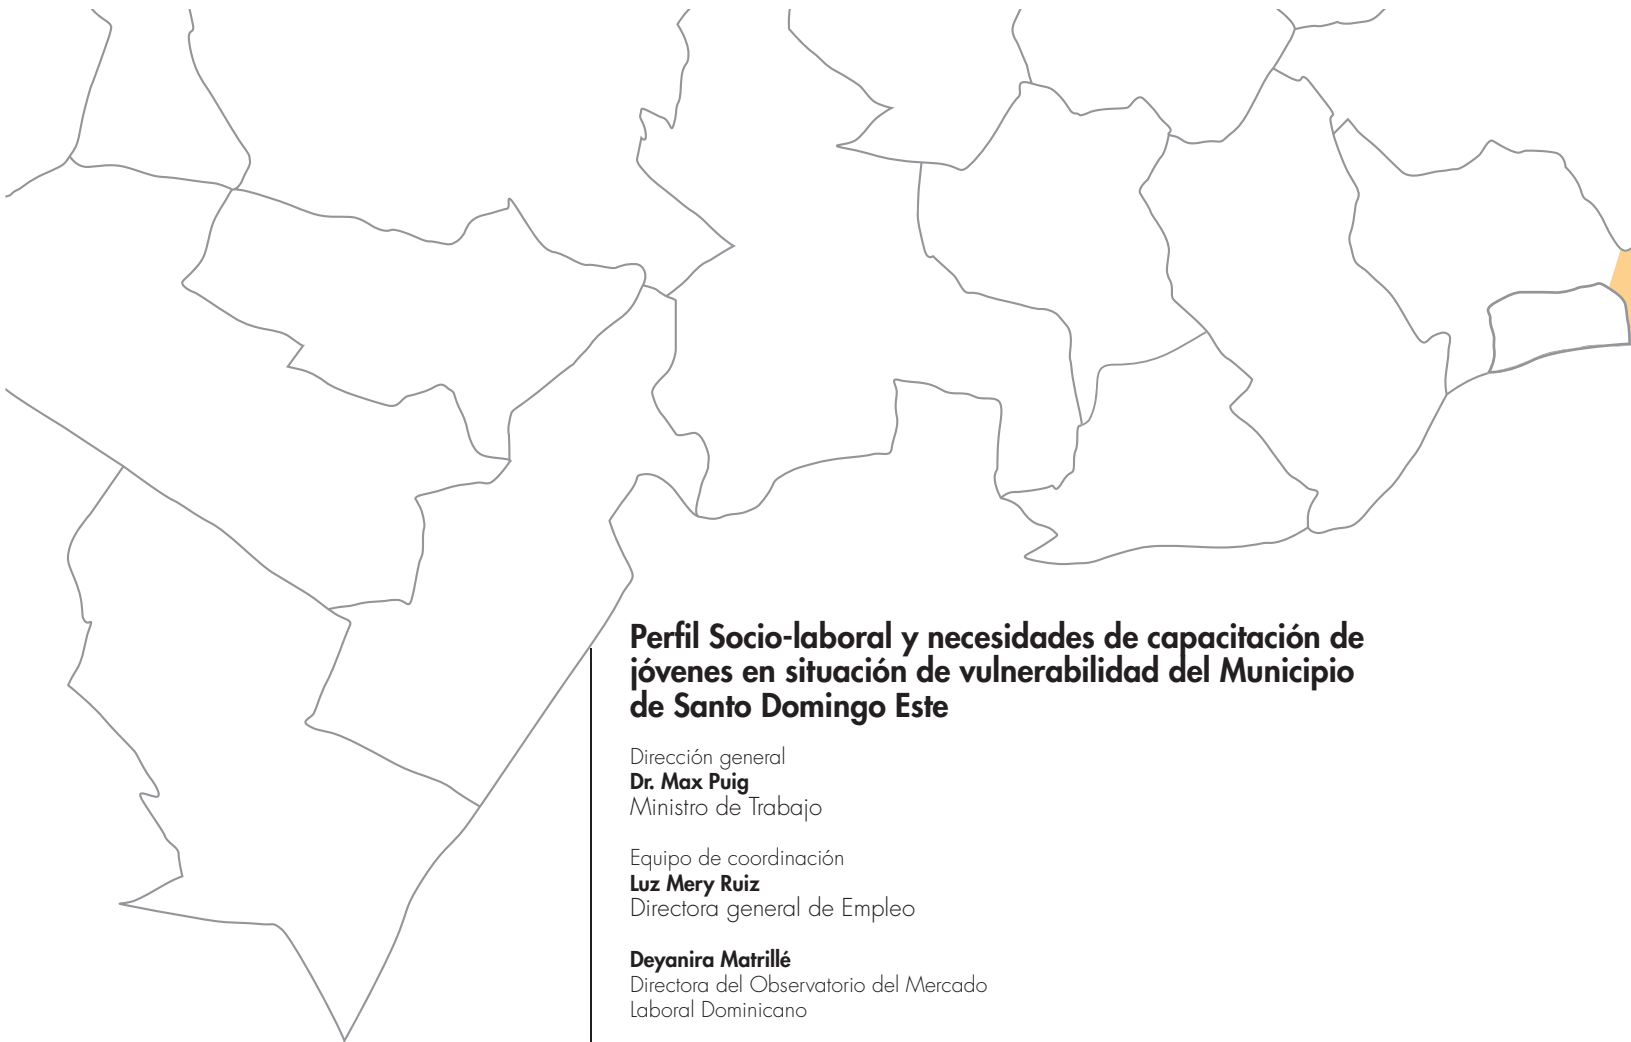 Perfil Socio-laboral y necesidades de capacitación de
jóvenes en situación de vulnerabilidad del Municipio
de Santo Domingo Este
Dirección general
Dr. Max Puig
Ministro de Trabajo
Equipo de coordinación
Luz Mery Ruiz
Directora general de Empleo
Deyanira Matrillé
Directora del Observatorio del Mercado
Laboral Dominicano